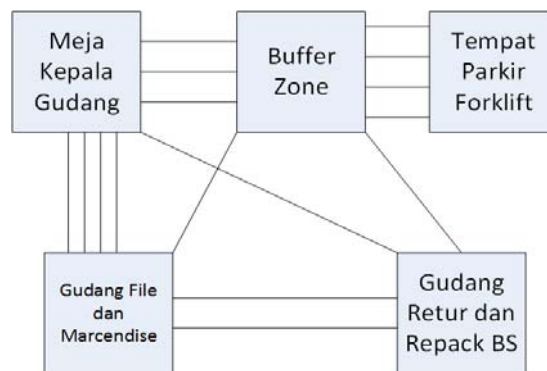 Meja
Kepala
Gudang
Buffer
Zone
Tempat
Parkir
Forklift
Gudang File
dan
Marcendise
Gudang
Retur dan
Repack BS